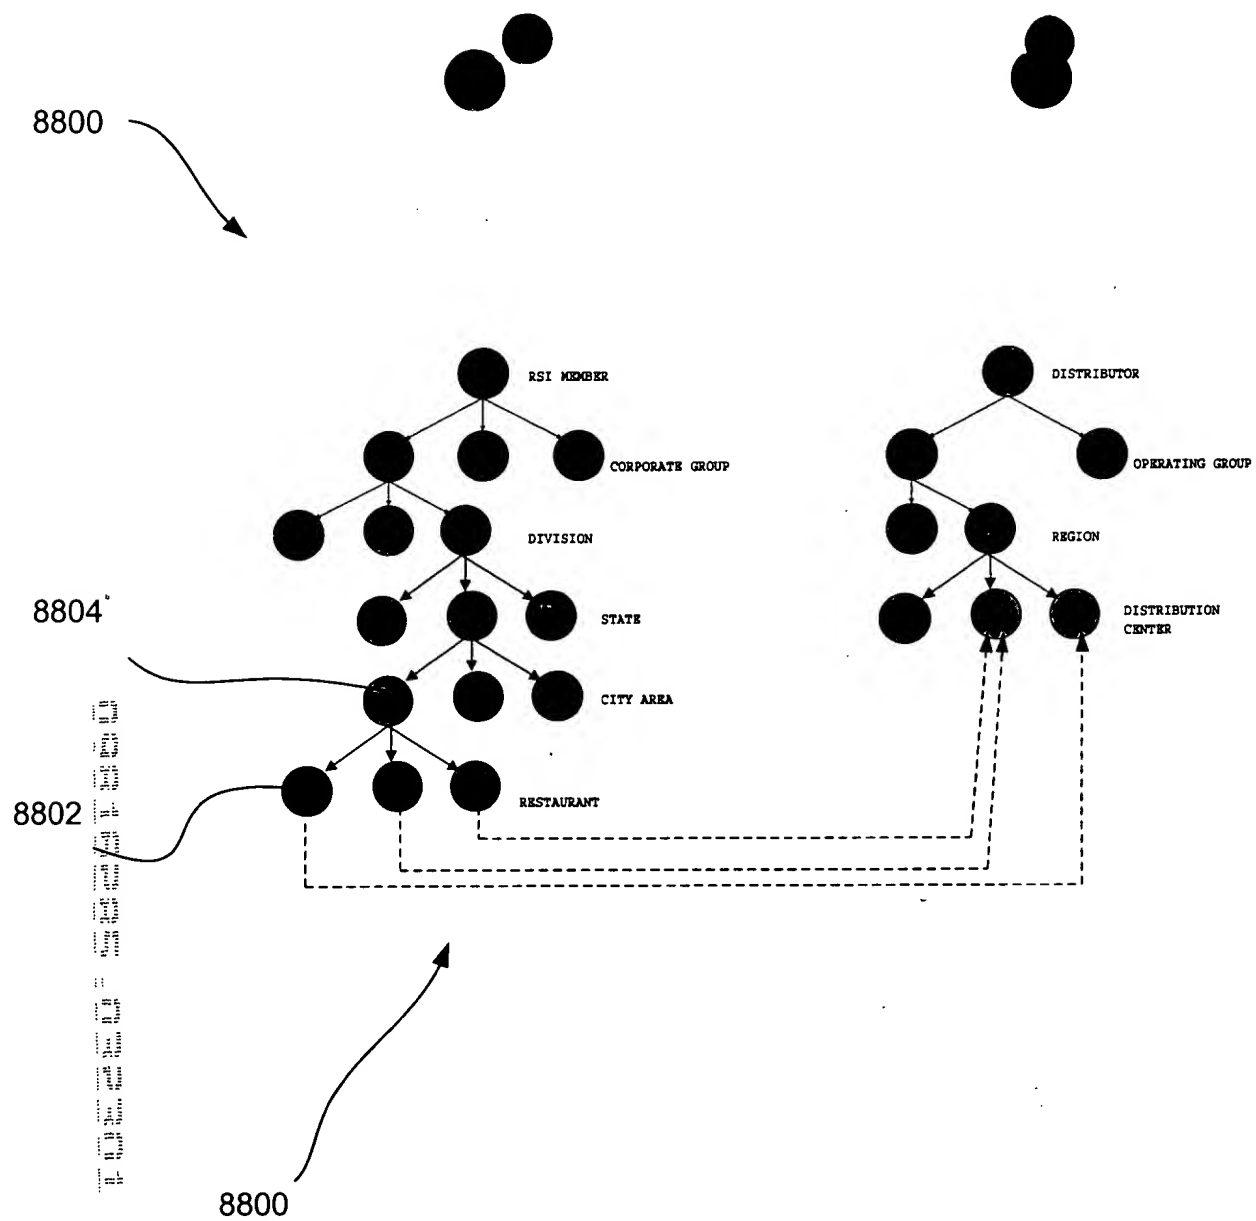 8800
RSI MEMBER
DISTRIBUTOR
CORPORATE GROUP
OPERATING GROUP
DIVISION
REGION
8804
STATE
DISTRIBUTION
CENTER
CITY AREA
8802
RESTAURANT
8800